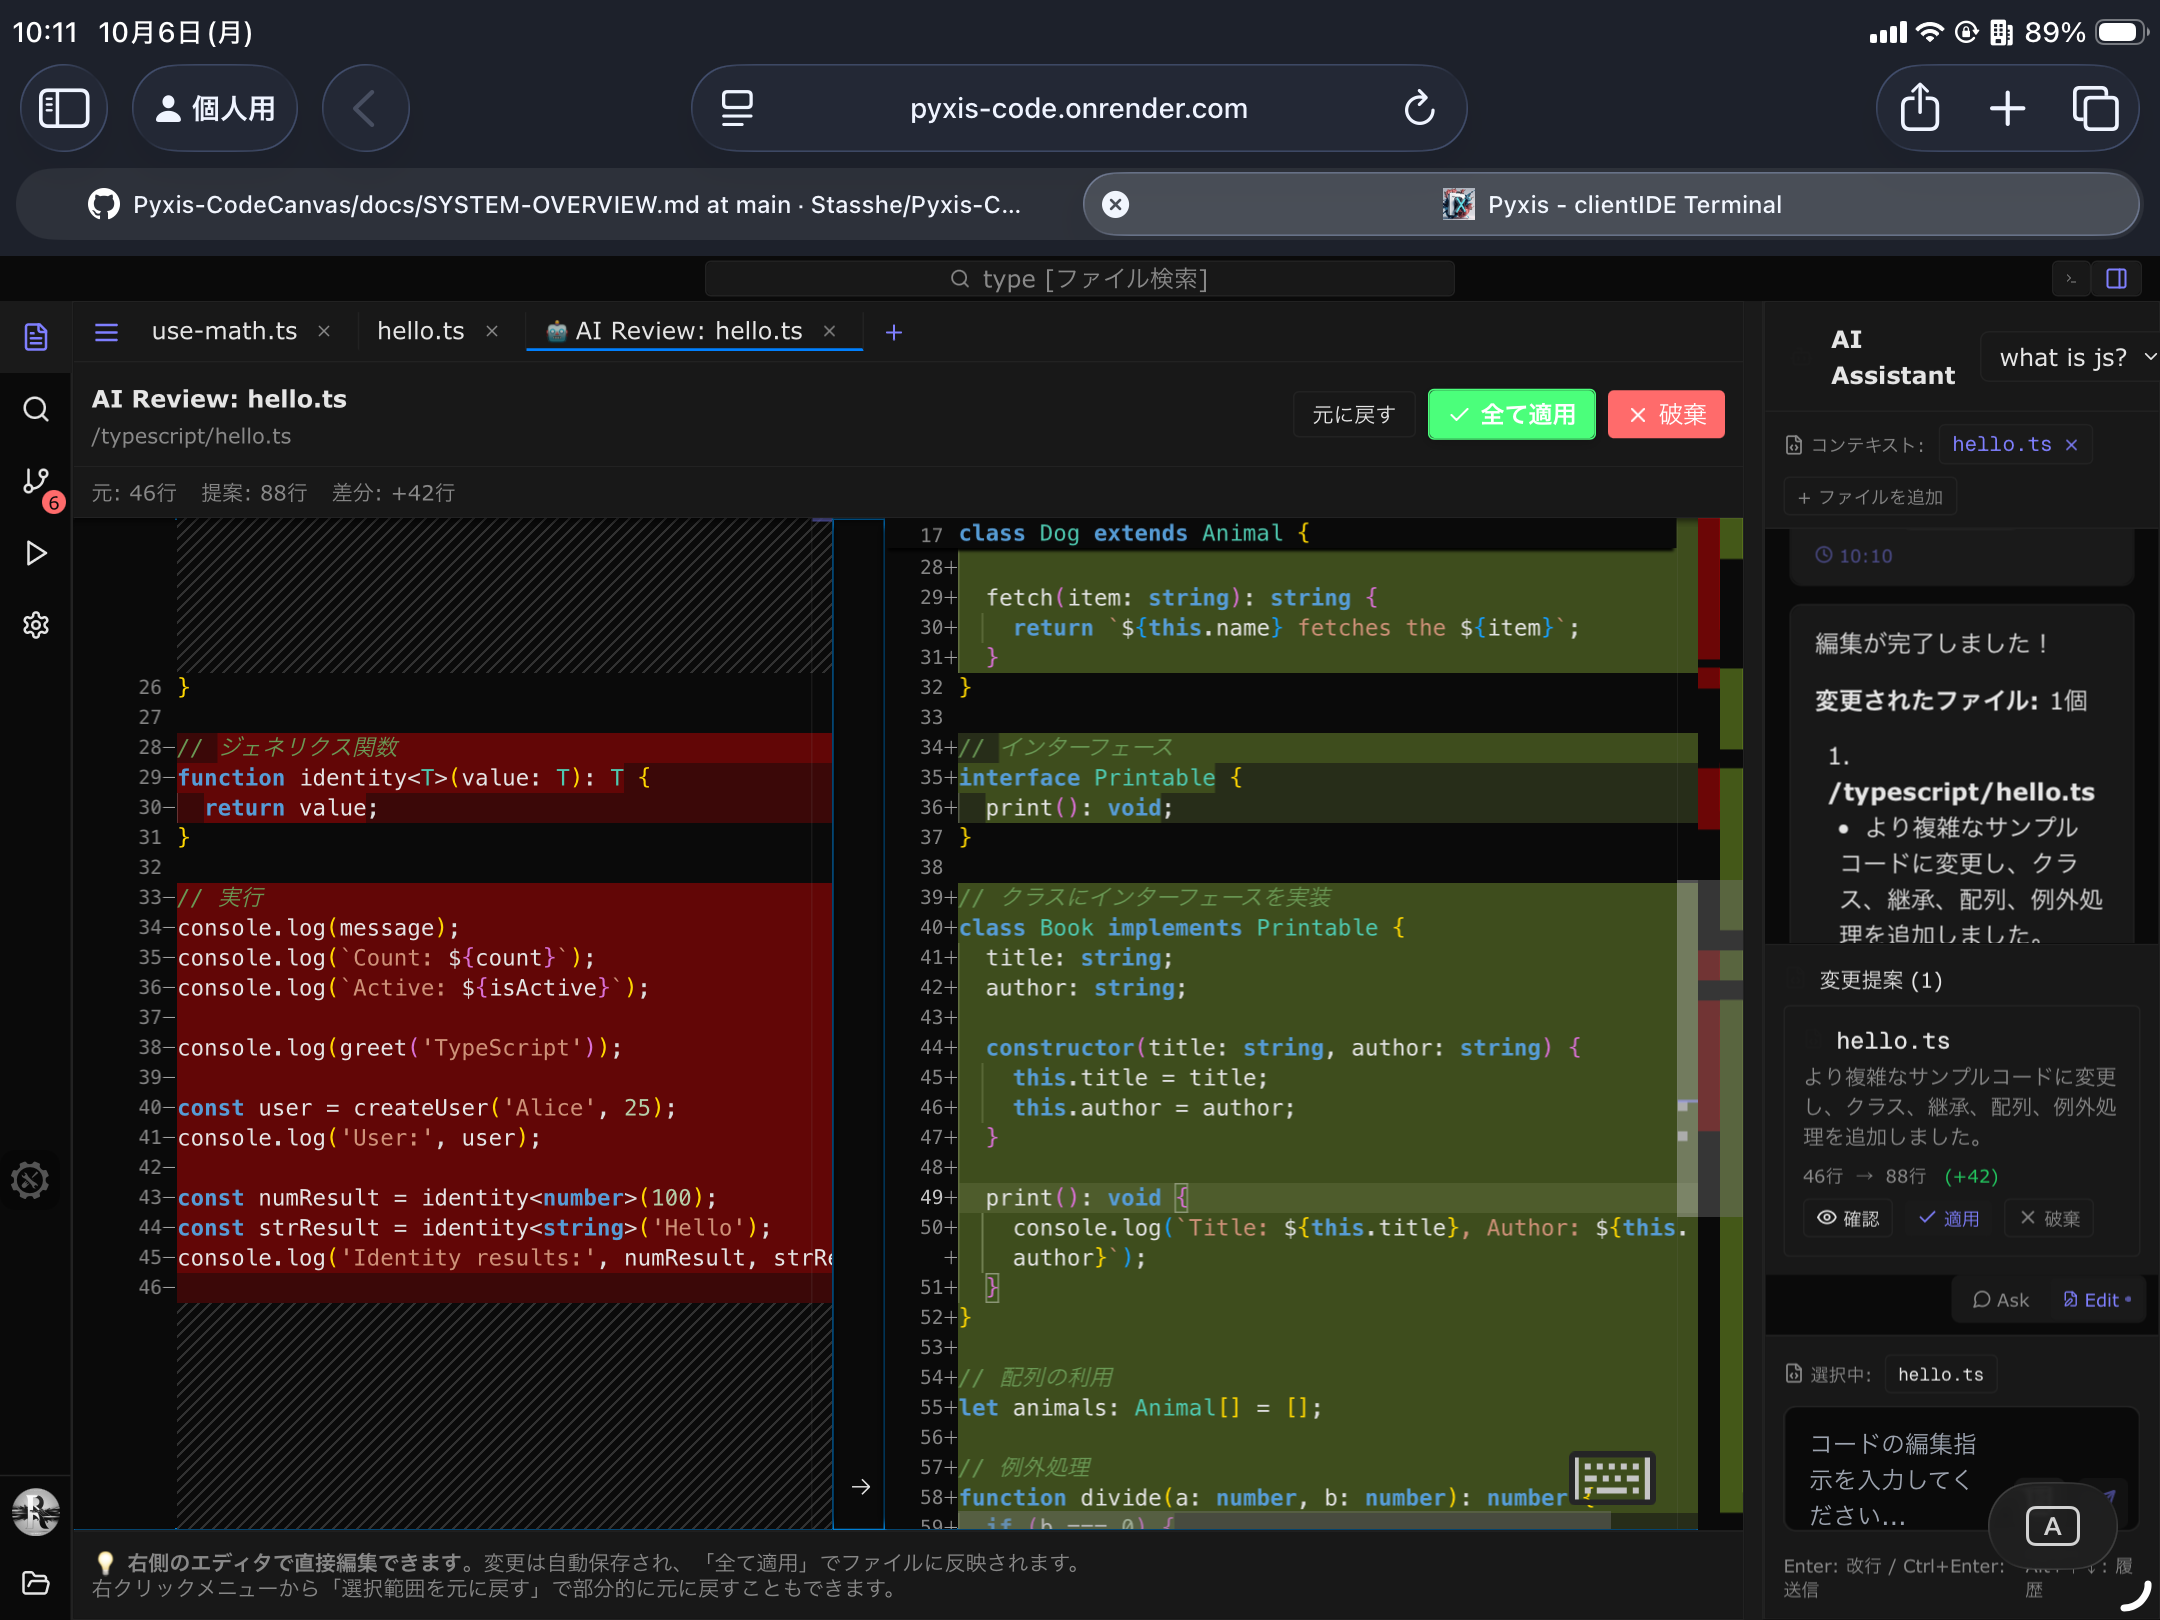 10:11 10月6日(月)
89%
個人用
pyxis-code.onrender.com
Pyxis-CodeCanvas/docs/SYSTEM-OVERVIEW.md at main · Stasshe/Pyxis-C...
Pyxis - clientIDE Terminal
type [ファイル検索]
use-math.ts
hello.ts
AI Review: hello.ts
AI Review: hello.ts
/typescript/hello.ts
元に戻す
全て適用
破棄
元: 46行 提案: 88行 差分: +42行
6
26 }
27
28- // ジェネリクス関数
29- function identity<T>(value: T): T {
30-   return value;
31 }
32
33- // 実行
34- console.log(message);
35- console.log(`Count: ${count}`);
36- console.log(`Active: ${isActive}`);
37-
38- console.log(greet('TypeScript'));
39-
40- const user = createUser('Alice', 25);
41- console.log('User:', user);
42-
43- const numResult = identity<number>(100);
44- const strResult = identity<string>('Hello');
45- console.log('Identity results:', numResult, strRe
46-
17 class Dog extends Animal {
28+
29+   fetch(item: string): string {
30+     return `${this.name} fetches the ${item}`;
31+   }
32 }
33
34+ // インターフェース
35+ interface Printable {
36+   print(): void;
37 }
38
39+ // クラスにインターフェースを実装
40+ class Book implements Printable {
41+   title: string;
42+   author: string;
43+
44+   constructor(title: string, author: string) {
45+     this.title = title;
46+     this.author = author;
47+   }
48+
49+   print(): void {
50+     console.log(`Title: ${this.title}, Author: ${this.
+     author}`);
51+   }
52+ }
53+
54+ // 配列の利用
55+ let animals: Animal[] = [];
56+
57+ // 例外処理
58+ function divide(a: number, b: number): number {
59+   if (b === 0) {
右側のエディタで直接編集できます。変更は自動保存され、「全て適用」でファイルに反映されます。
右クリックメニューから「選択範囲を元に戻す」で部分的に元に戻すこともできます。
AI
Assistant
what is js?
コンテキスト:
hello.ts ×
+ ファイルを追加
10:10
編集が完了しました！
変更されたファイル: 1個
1.
/typescript/hello.ts
• より複雑なサンプル
コードに変更し、クラ
ス、継承、配列、例外処
理を追加しました。
変更提案 (1)
hello.ts
より複雑なサンプルコードに変更
し、クラス、継承、配列、例外処
理を追加しました。
46行 → 88行 (+42)
確認
適用
破棄
Ask
Edit
選択中: hello.ts
コードの編集指
示を入力してく
ださい...
A
Enter: 改行 / Ctrl+Enter:
送信
: 履
歴